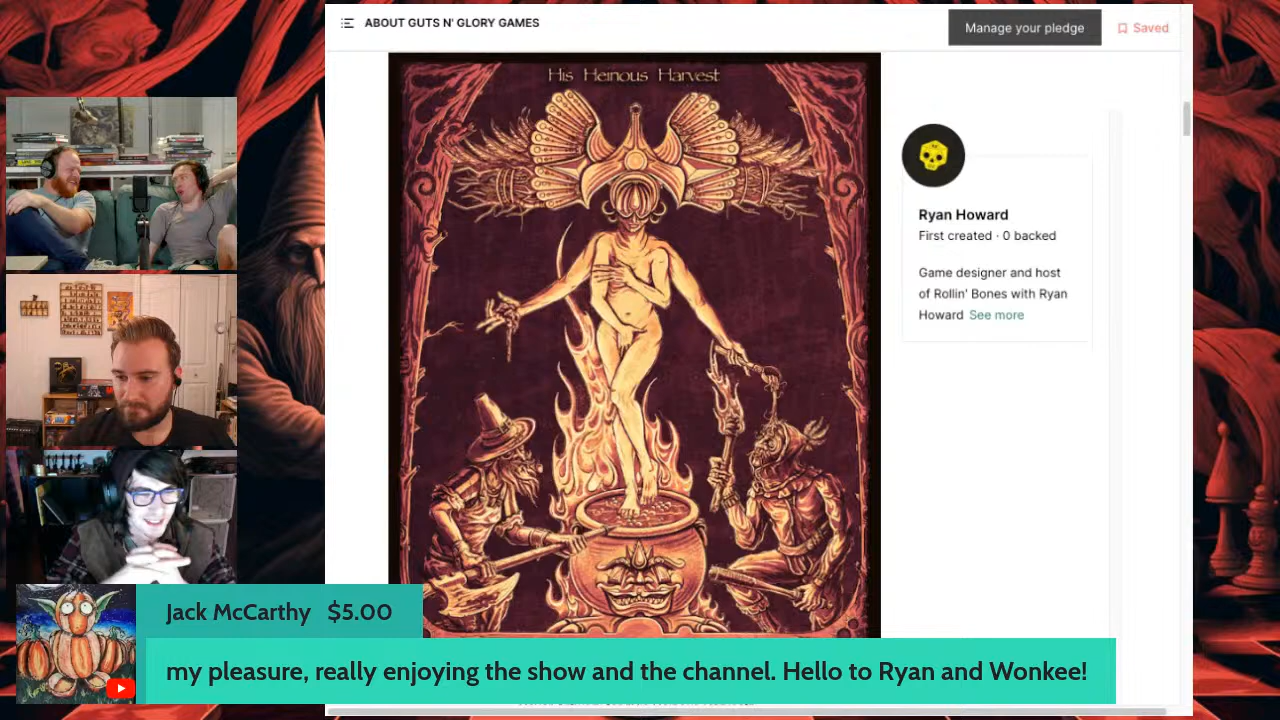 ABOUT GUTS N' GLORY GAMES
Manage your pledge
Saved
His Heinous Harvest
Ryan Howard
First created · 0 backed
Game designer and host
of Rollin' Bones with Ryan
Howard See more
Jack McCarthy $5.00
my pleasure, really enjoying the show and the channel. Hello to Ryan and Wonkee!